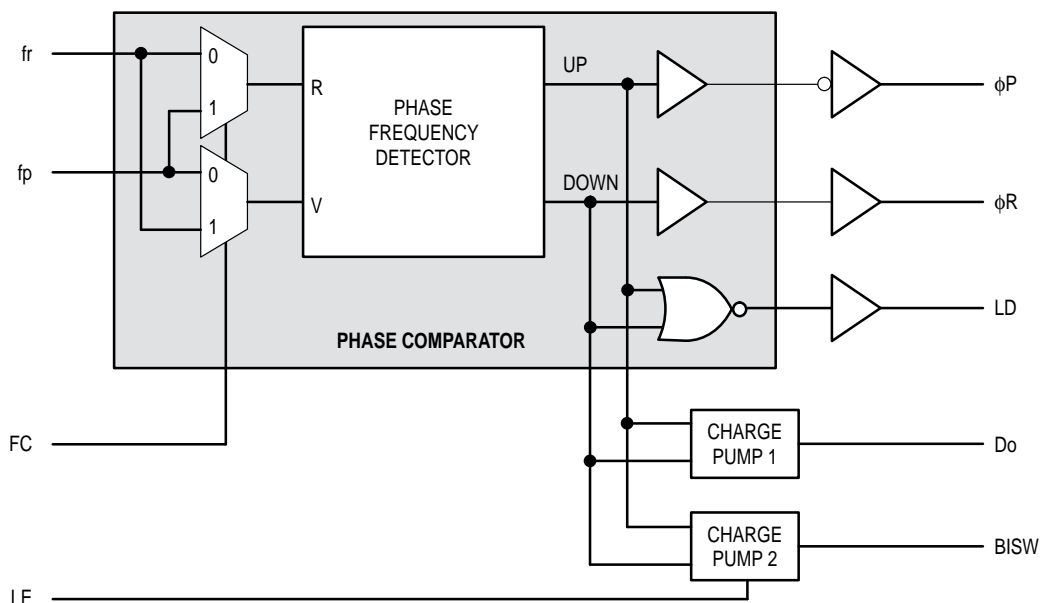 fr
0
UP
R
1
PHASE
FREQUENCY
DETECTOR
ϕP
fp
0
DOWN
V
1
ϕR
LD
PHASE COMPARATOR
FC
CHARGE
PUMP 1
Do
CHARGE
PUMP 2
BISW